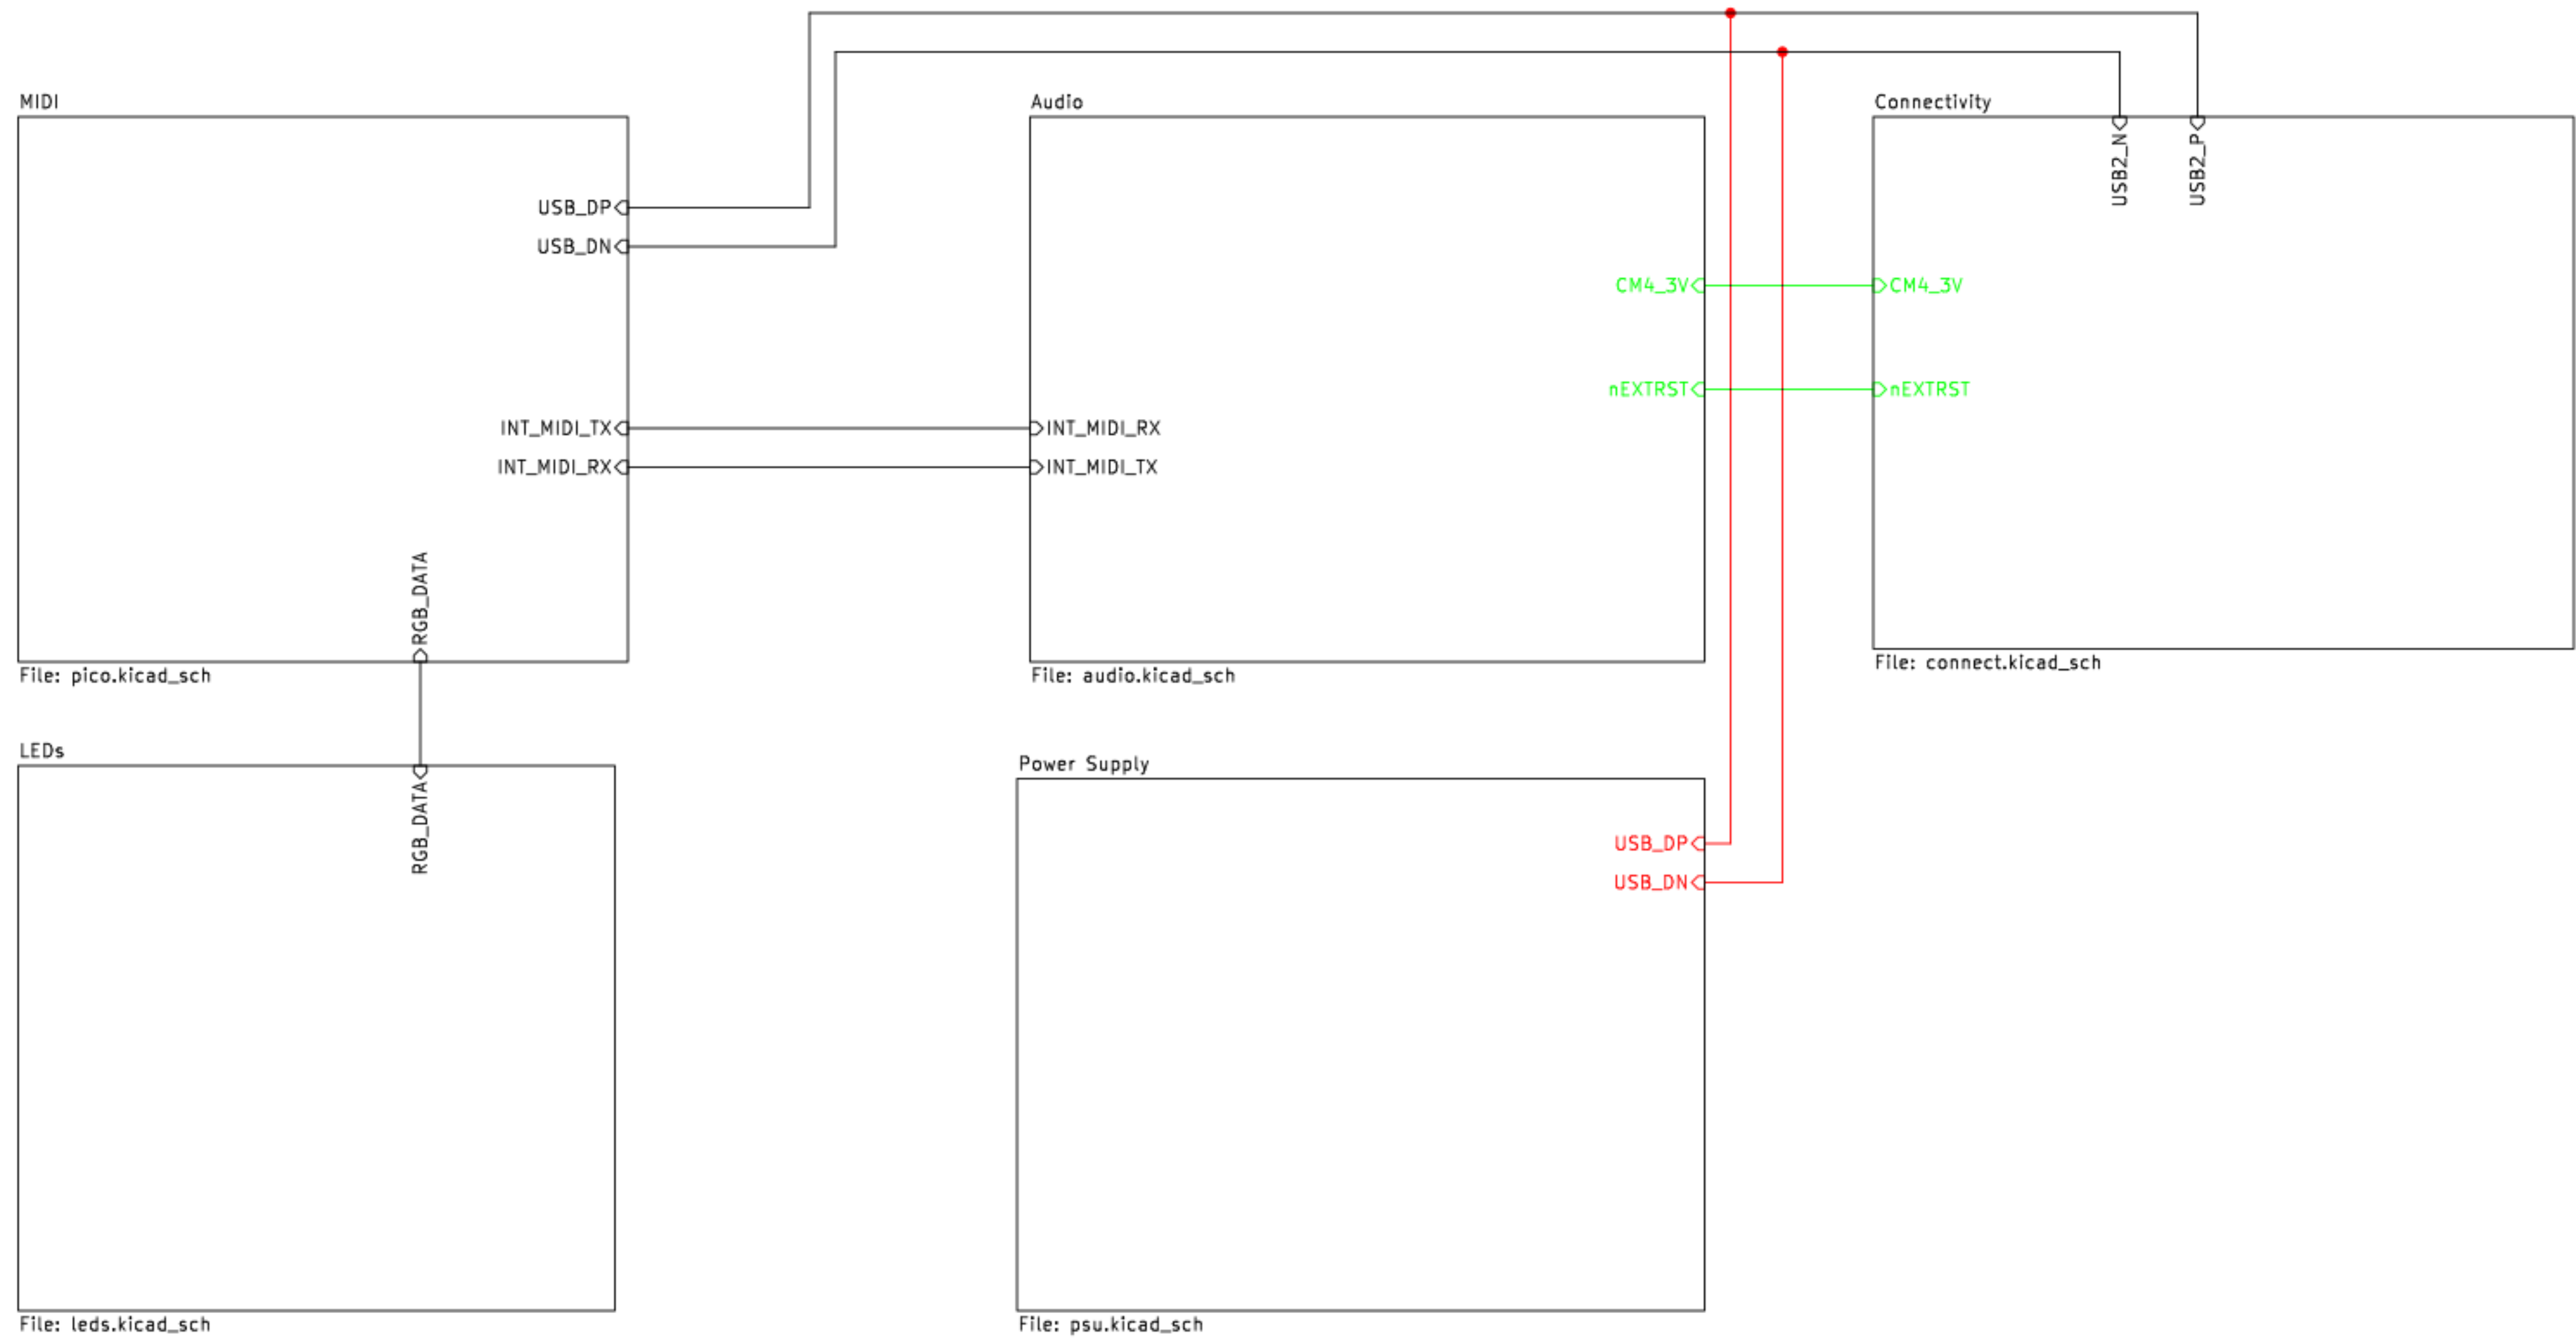 MIDI
USB_DP
USB_DN
INT_MIDI_TX
INT_MIDI_RX
RGB_DATA
File: pico.kicad_sch
Audio
CM4_3V
nEXTRST
INT_MIDI_RX
INT_MIDI_TX
File: audio.kicad_sch
Connectivity
USB2_N
USB2_P
CM4_3V
nEXTRST
File: connect.kicad_sch
LEDs
RGB_DATA
File: leds.kicad_sch
Power Supply
USB_DP
USB_DN
File: psu.kicad_sch